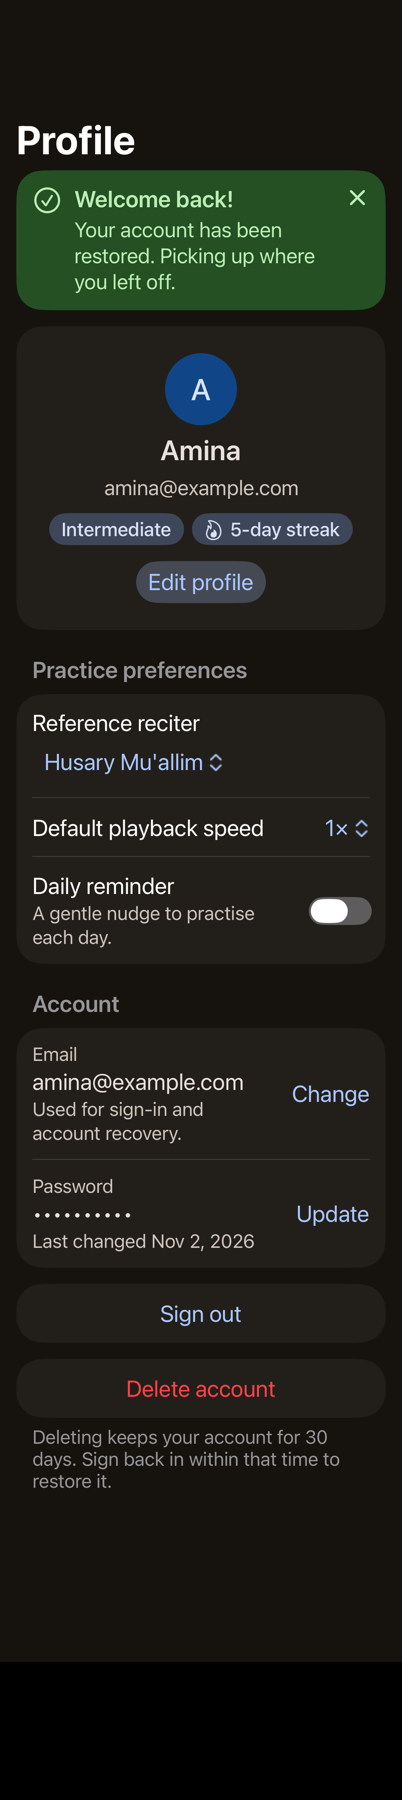 Profile
Welcome back!
Your account has been
restored. Picking up where
you left off.
A
Amina
amina@example.com
Intermediate
5-day streak
Edit profile
Practice preferences
Reference reciter
Husary Mu'allim
Default playback speed
1×
Daily reminder
A gentle nudge to practise
each day.
Account
Email
amina@example.com
Used for sign-in and
account recovery.
Change
Password
••••••••••
Last changed Nov 2, 2026
Update
Sign out
Delete account
Deleting keeps your account for 30
days. Sign back in within that time to
restore it.